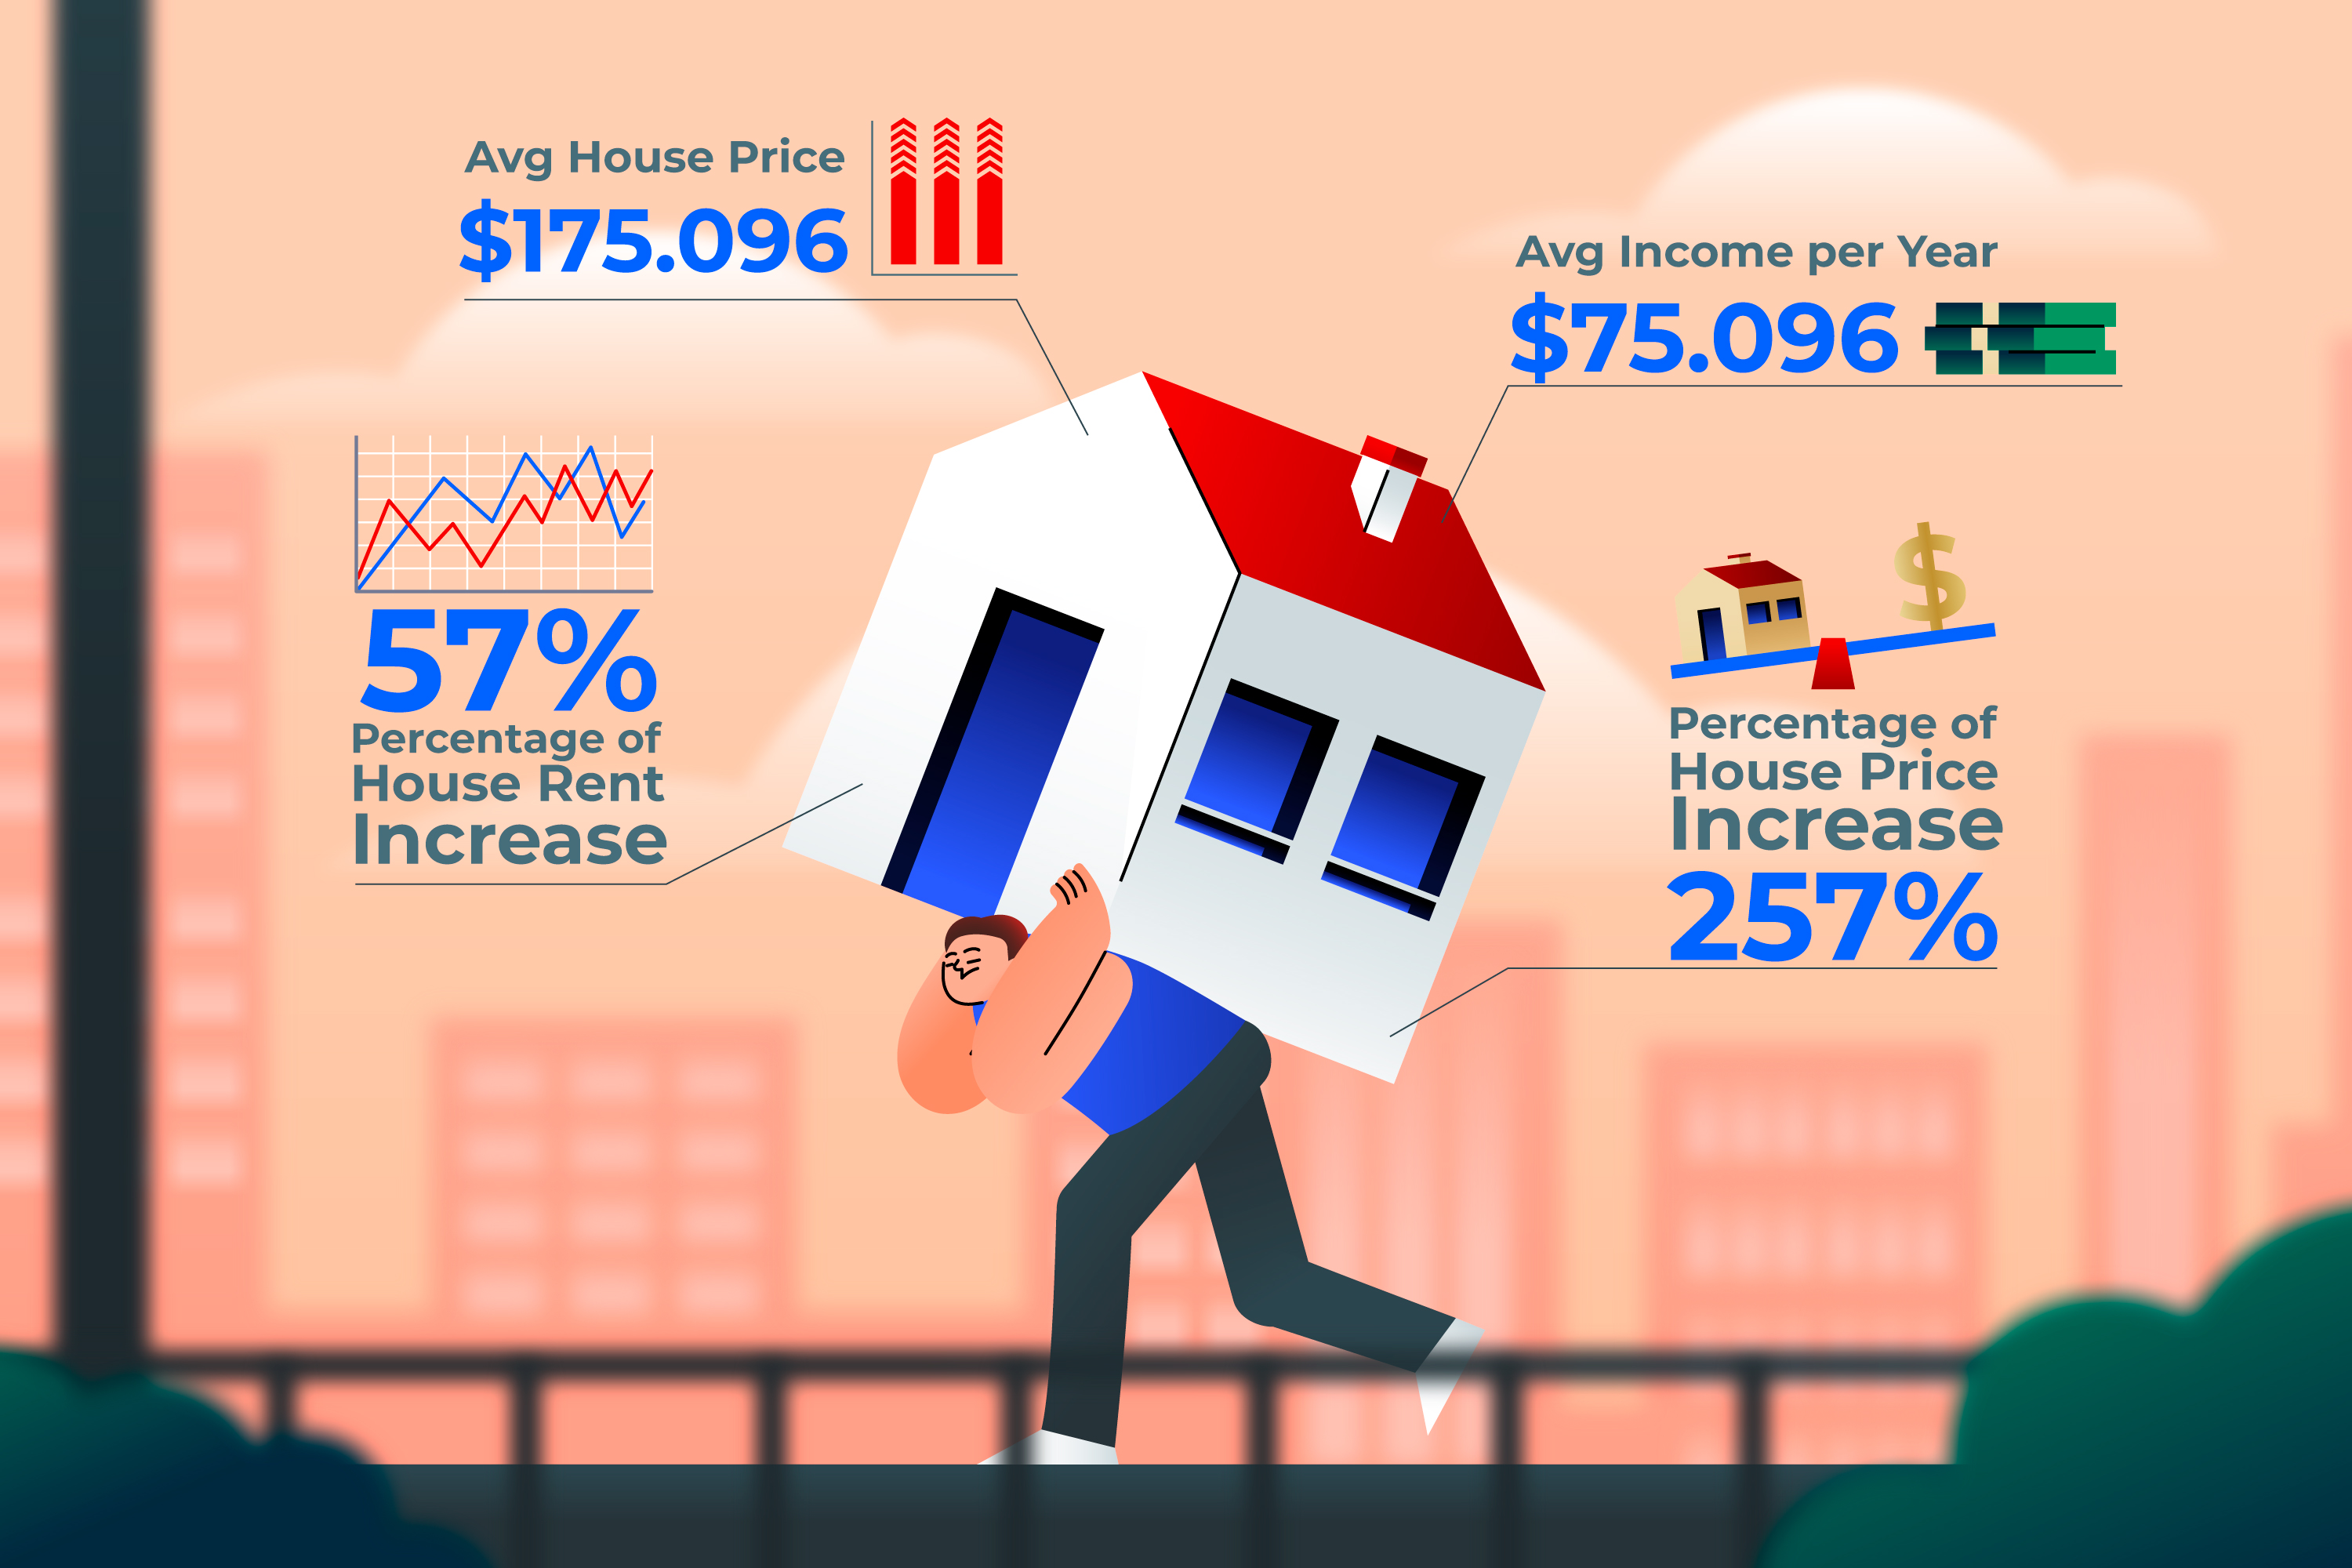 Avg House Price
$175.096
Avg Income per Year
$75.096
57%
Percentage of
House Rent
Increase
Percentage of
House Price
Increase
257%